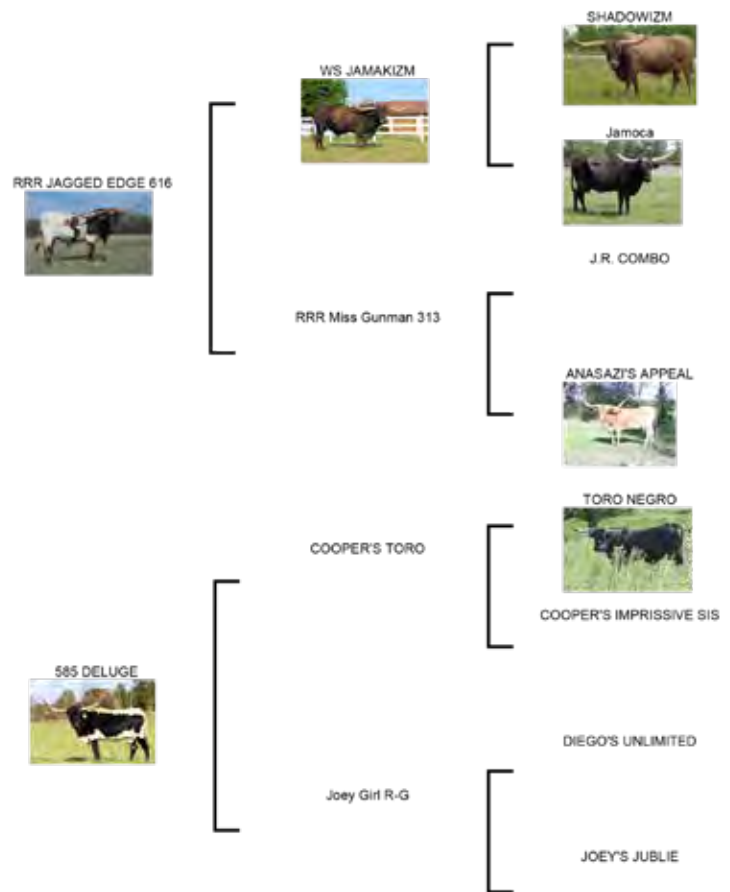 SHADOWIZM
WS JAMAKIZM
Jamoca
RRR JAGGED EDGE 616
J.R. COMBO
RRR Miss Gunman 313
ANASAZI'S APPEAL
TORO NEGRO
COOPER'S TORO
COOPER'S IMPRISSIVE SIS
585 DELUGE
DIEGO'S UNLIMITED
Joey Girl R-G
JOEY'S JUBLIE